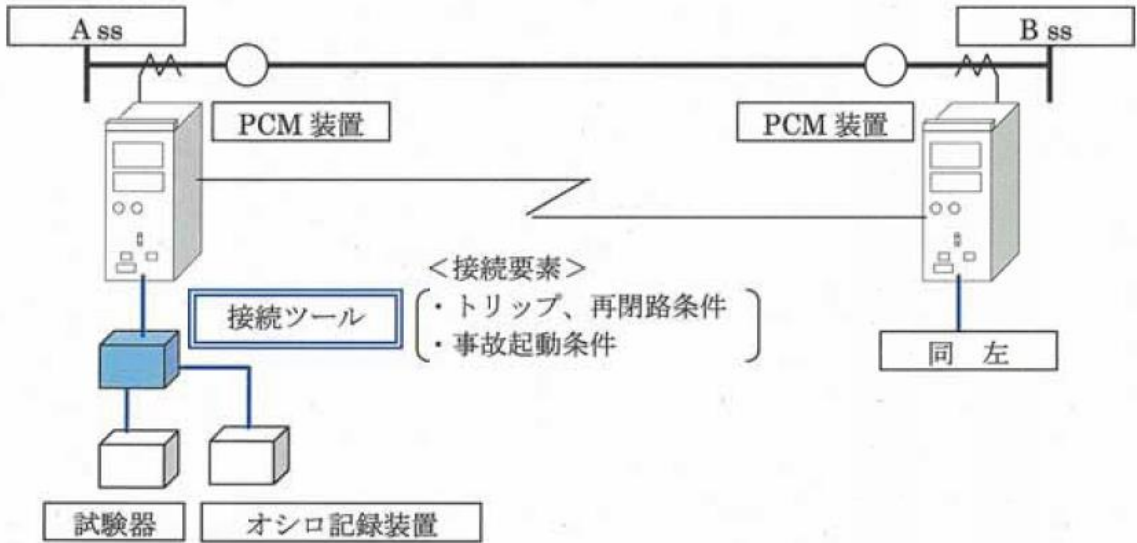 A ss
B ss
PCM 装置
PCM 装置
<接続要素>
接続ツール
・トリップ、再閉路条件
・事故起動条件
同 左
試験器
オシロ記録装置